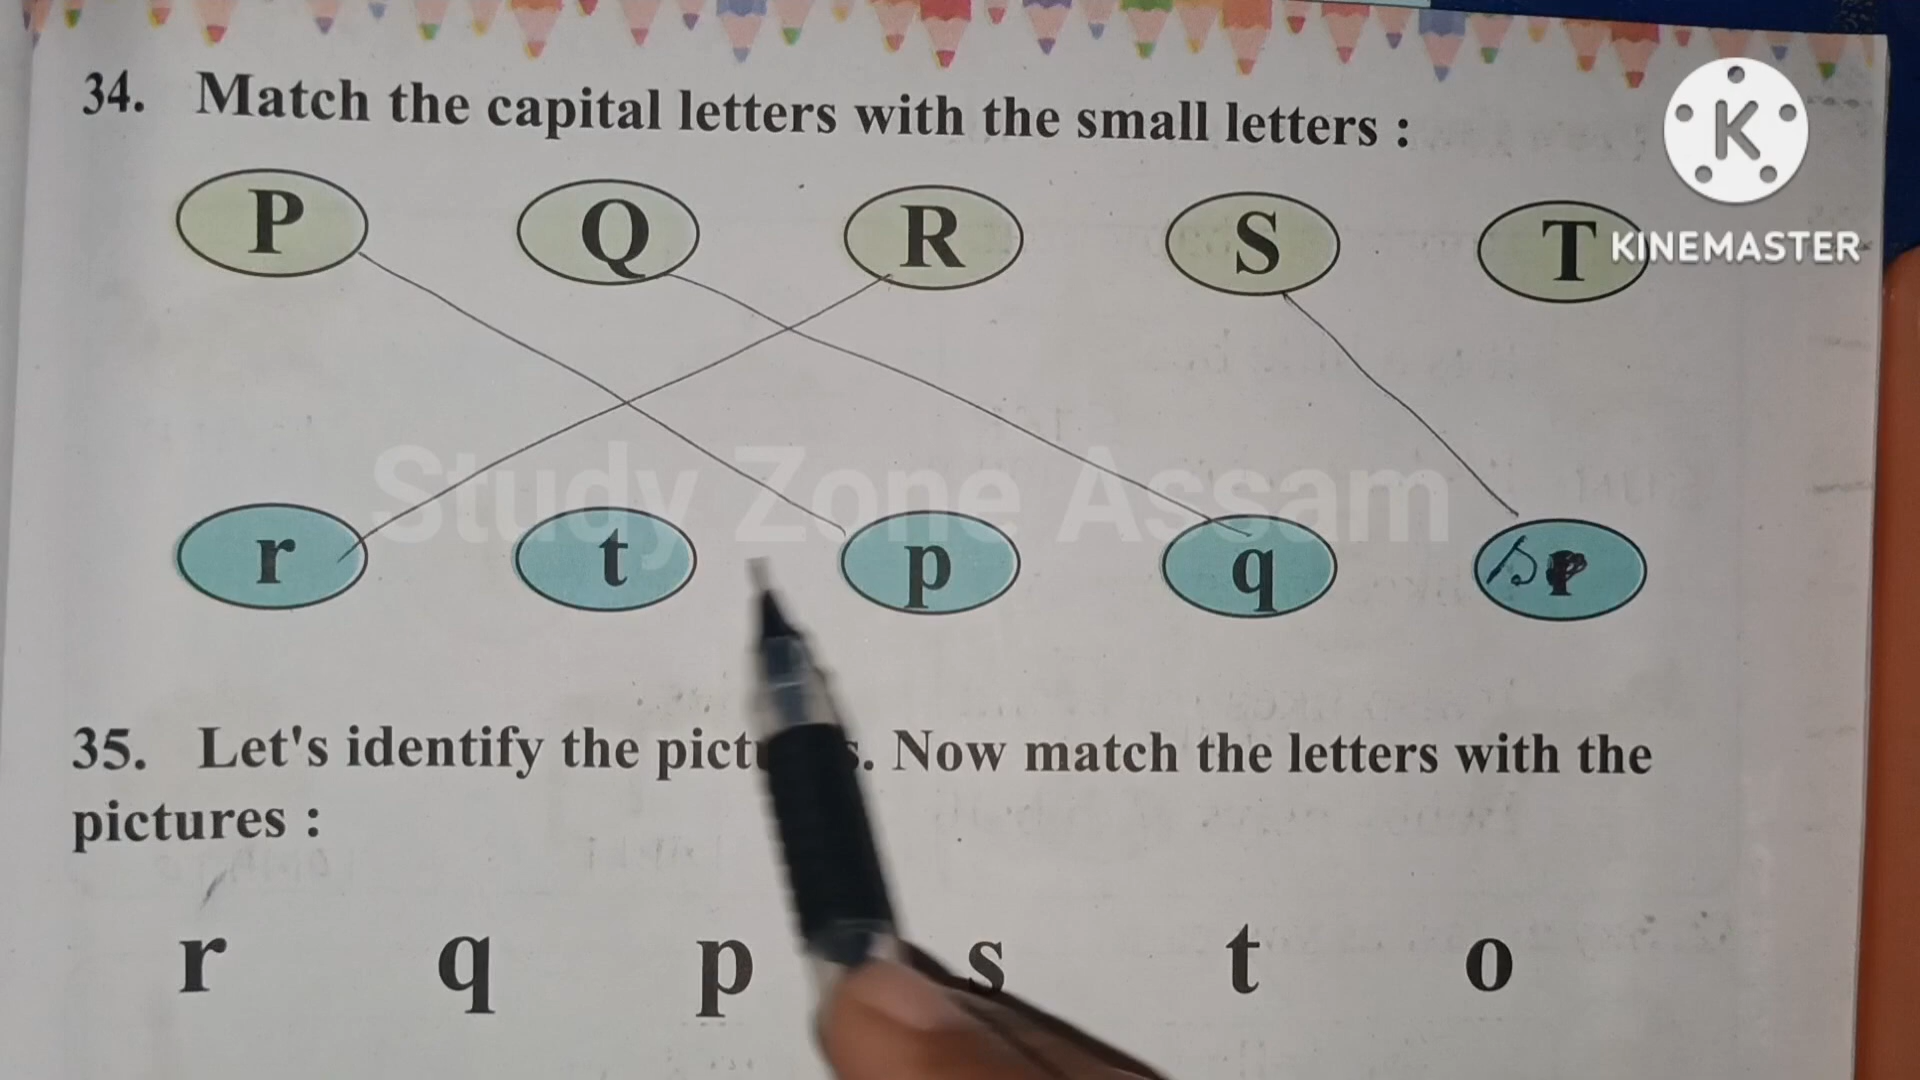 34. Match the capital letters with the small letters :
P Q R S T
KINEMASTER
Study Zone Assam
r t p q s
35. Let's identify the . Now match the letters with the
pictures :
r q p s t o